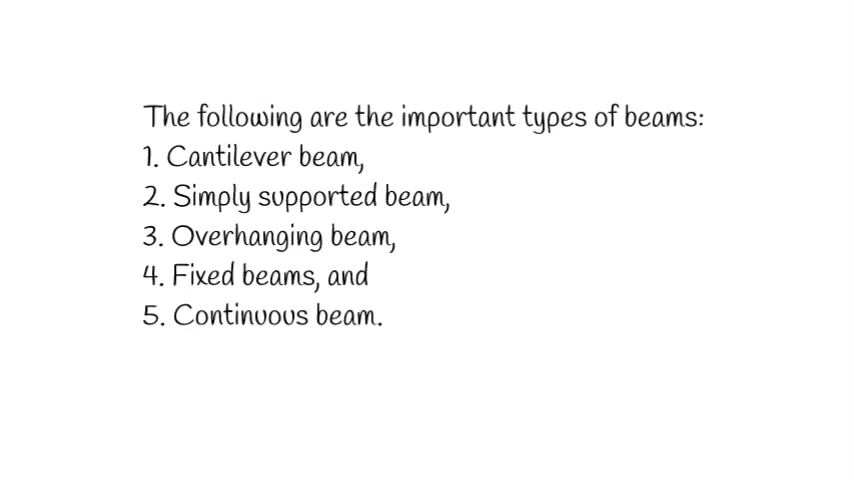 The following are the important types of beams:
1. Cantilever beam,
2. Simply supported beam,
3. Overhanging beam,
4. Fixed beams, and
5. Continuous beam.